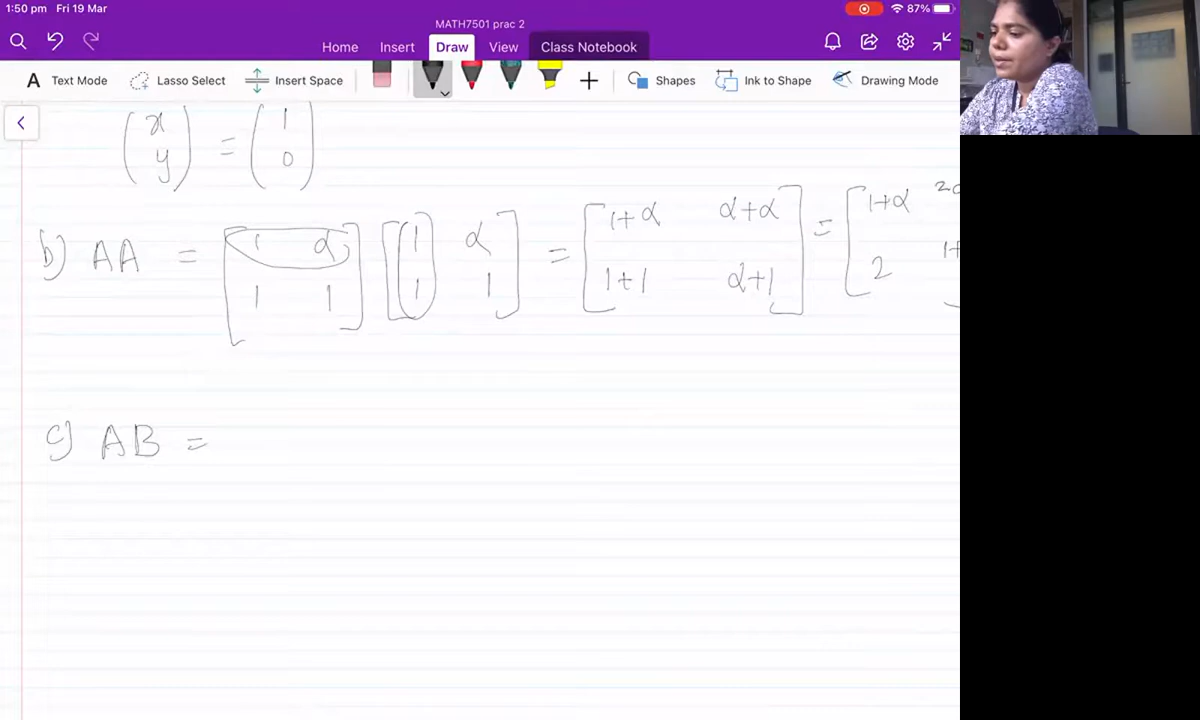 1:50 pm Fri 19 Mar
87%
MATH7501 prac 2
Home Insert Draw View Class Notebook
A Text Mode Lasso Select Insert Space Shapes Ink to Shape Drawing Mode
(x y) = (1 0)
b) AA = [1 α 1 1] [1 α 1 1] = [1+α α+α 1+1 α+1] = [1+α 2 2 1+
c) AB =